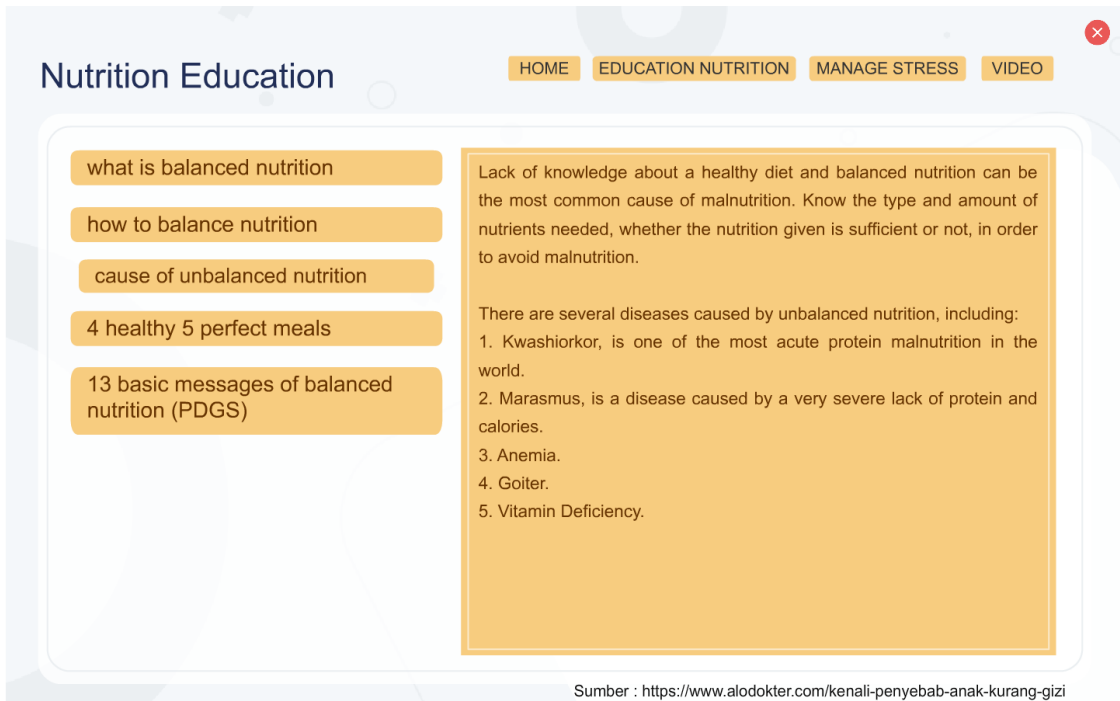 Nutrition Education
HOME
EDUCATION NUTRITION
MANAGE STRESS
VIDEO
what is balanced nutrition
how to balance nutrition
cause of unbalanced nutrition
4 healthy 5 perfect meals
13 basic messages of balanced
nutrition (PDGS)
Lack of knowledge about a healthy diet and balanced nutrition can be
the most common cause of malnutrition. Know the type and amount of
nutrients needed, whether the nutrition given is sufficient or not, in order
to avoid malnutrition.
There are several diseases caused by unbalanced nutrition, including:
1. Kwashiorkor, is one of the most acute protein malnutrition in the
world.
2. Marasmus, is a disease caused by a very severe lack of protein and
calories.
3. Anemia.
4. Goiter.
5. Vitamin Deficiency.
Sumber : https://www.alodokter.com/kenali-penyebab-anak-kurang-gizi